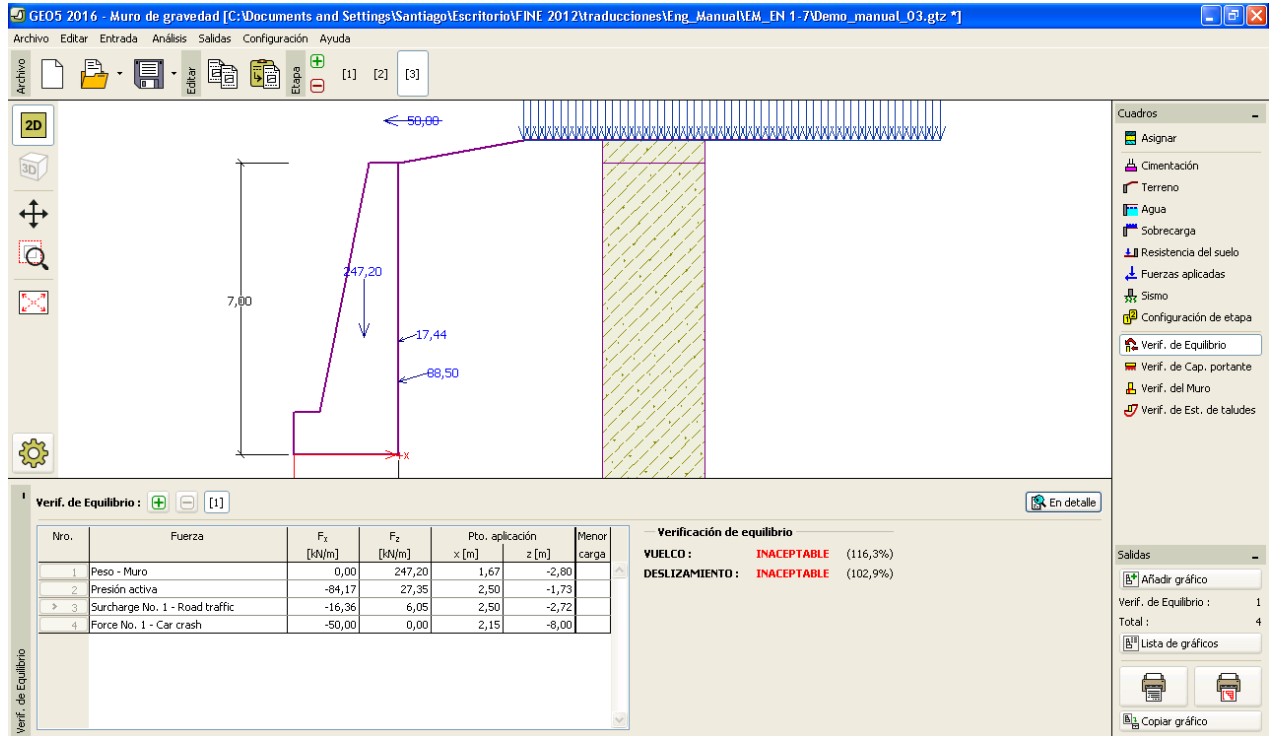 GEO5 2016 - Muro de gravedad [C:\Documents and Settings\Santiago\Escritorio\FINE 2012\traducciones\Eng_Manual\EM_EN 1-7\Demo_manual_03.gtz *]
Archivo Editar Entrada Análisis Salidas Configuración Ayuda
Archivo
Editar
Etapa
[1] [2] [3]
2D
3D
50,00
7,00
247,20
17,44
88,50
+x
Cuadros
Asignar
Cimentación
Terreno
Agua
Sobrecarga
Resistencia del suelo
Fuerzas aplicadas
Sismo
Configuración de etapa
Verif. de Equilibrio
Verif. de Cap. portante
Verif. del Muro
Verif. de Est. de taludes
Verif. de Equilibrio : [1]
En detalle
Nro. Fuerza Fx Fz Pto. aplicación Menor
[kN/m] [kN/m] x [m] z [m] carga
1 Peso - Muro 0,00 247,20 1,67 -2,80
2 Presión activa -84,17 27,35 2,50 -1,73
> 3 Surcharge No. 1 - Road traffic -16,36 6,05 2,50 -2,72
4 Force No. 1 - Car crash -50,00 0,00 2,15 -8,00
Verificación de equilibrio
VUELCO : INACEPTABLE (116,3%)
DESLIZAMIENTO : INACEPTABLE (102,9%)
Verif. de Equilibrio
Salidas
Añadir gráfico
Verif. de Equilibrio : 1
Total : 4
Lista de gráficos
Copiar gráfico